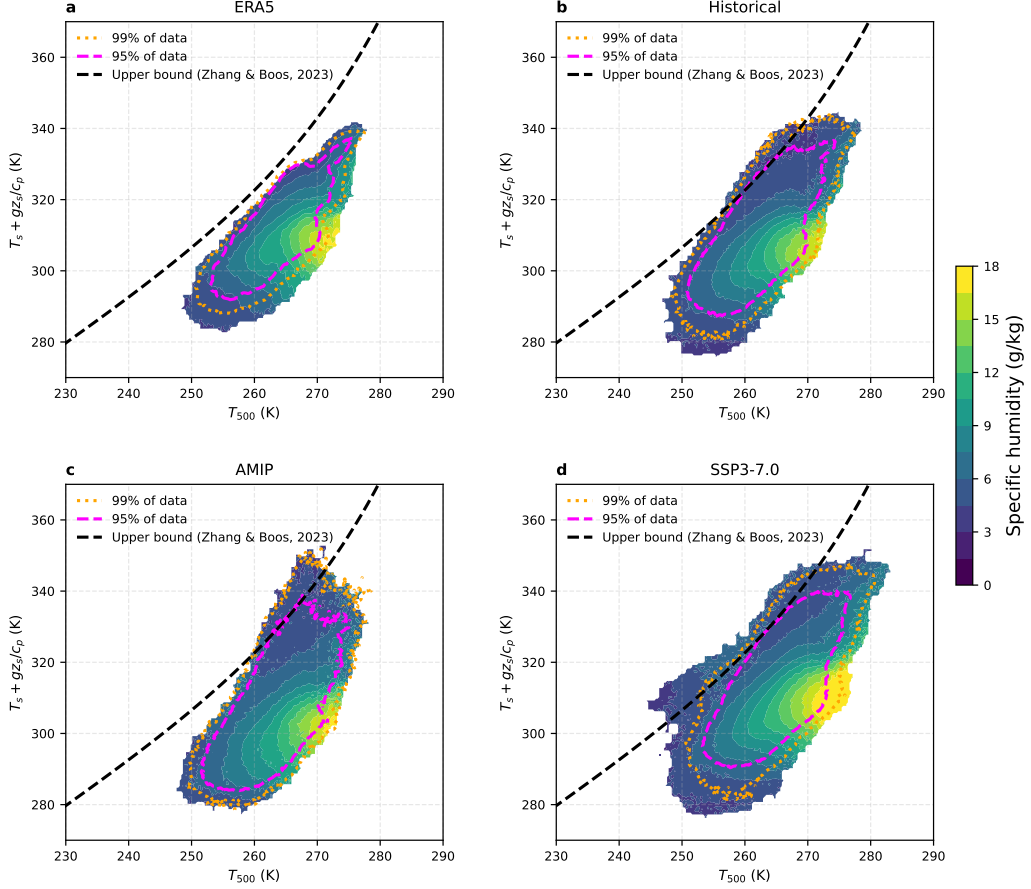 a
ERA5
99% of data
95% of data
Upper bound (Zhang & Boos, 2023)
360
340
320
300
280
230 240 250 260 270 280 290
T_s + gz_s/c_p (K)
T_500 (K)
b
Historical
99% of data
95% of data
Upper bound (Zhang & Boos, 2023)
360
340
320
300
280
230 240 250 260 270 280 290
T_s + gz_s/c_p (K)
T_500 (K)
c
AMIP
99% of data
95% of data
Upper bound (Zhang & Boos, 2023)
360
340
320
300
280
230 240 250 260 270 280 290
T_s + gz_s/c_p (K)
T_500 (K)
d
SSP3-7.0
99% of data
95% of data
Upper bound (Zhang & Boos, 2023)
360
340
320
300
280
230 240 250 260 270 280 290
T_s + gz_s/c_p (K)
T_500 (K)
18
15
12
9
6
3
0
Specific humidity (g/kg)